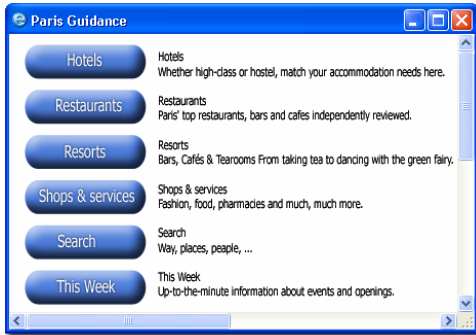 Paris Guidance
Hotels
Hotels
Whether high-class or hostel, match your accommodation needs here.
Restaurants
Restaurants
Paris' top restaurants, bars and cafes independently reviewed.
Resorts
Resorts
Bars, Cafés & Tearooms From taking tea to dancing with the green fairy.
Shops & services
Shops & services
Fashion, food, pharmacies and much, much more.
Search
Search
Way, places, peaple, ...
This Week
This Week
Up-to-the-minute information about events and openings.